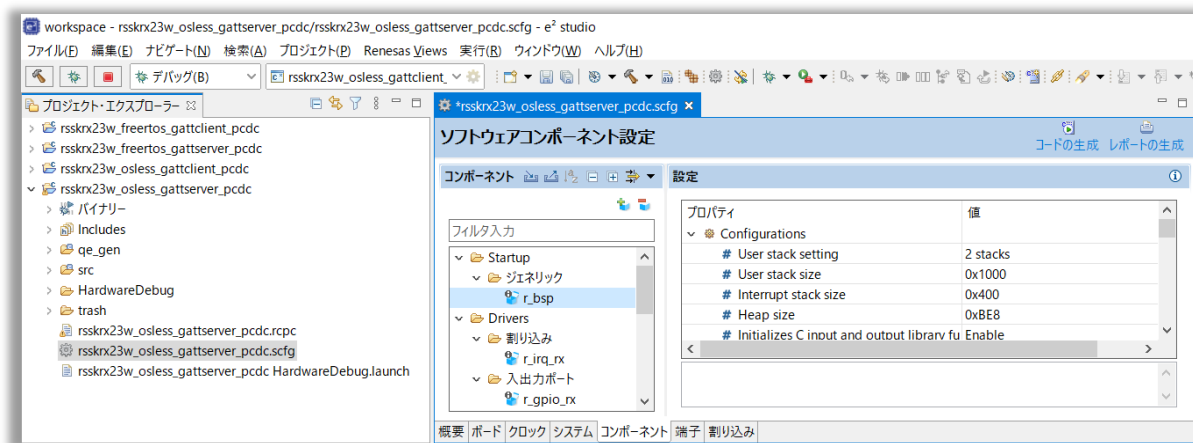 workspace - rsskrx23w_osless_gattserver_pcdc/rsskrx23w_osless_gattserver_pcdc.scfg - e² studio
ファイル(F) 編集(E) ナビゲート(N) 検索(A) プロジェクト(P) Renesas Views 実行(R) ウィンドウ(W) ヘルプ(H)
デバッグ(B) rsskrx23w_osless_gattclient_
プロジェクト・エクスプローラー
rsskrx23w_freertos_gattclient_pcdc
rsskrx23w_freertos_gattserver_pcdc
rsskrx23w_osless_gattclient_pcdc
rsskrx23w_osless_gattserver_pcdc
バイナリー
Includes
qe_gen
src
HardwareDebug
trash
rsskrx23w_osless_gattserver_pcdc.rcpc
rsskrx23w_osless_gattserver_pcdc.scfg
rsskrx23w_osless_gattserver_pcdc HardwareDebug.launch
*rsskrx23w_osless_gattserver_pcdc.scfg
ソフトウェアコンポーネント設定
コードの生成 レポートの生成
コンポーネント
フィルタ入力
Startup
ジェネリック
r_bsp
Drivers
割り込み
r_irq_rx
入出力ポート
r_gpio_rx
設定
プロパティ 値
Configurations
# User stack setting 2 stacks
# User stack size 0x1000
# Interrupt stack size 0x400
# Heap size 0xBE8
# Initializes C input and output library fu Enable
概要 ボード クロック システム コンポーネント 端子 割り込み